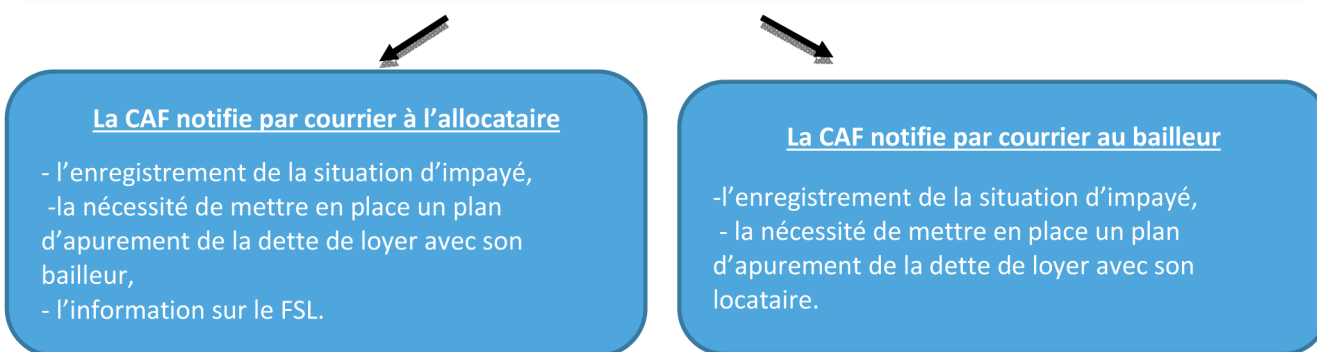 La CAF notifie par courrier à l’allocataire
- l’enregistrement de la situation d’impayé,
-la nécessité de mettre en place un plan
d’apurement de la dette de loyer avec son
bailleur,
- l’information sur le FSL.
La CAF notifie par courrier au bailleur
-l’enregistrement de la situation d’impayé,
- la nécessité de mettre en place un plan
d’apurement de la dette de loyer avec son
locataire.